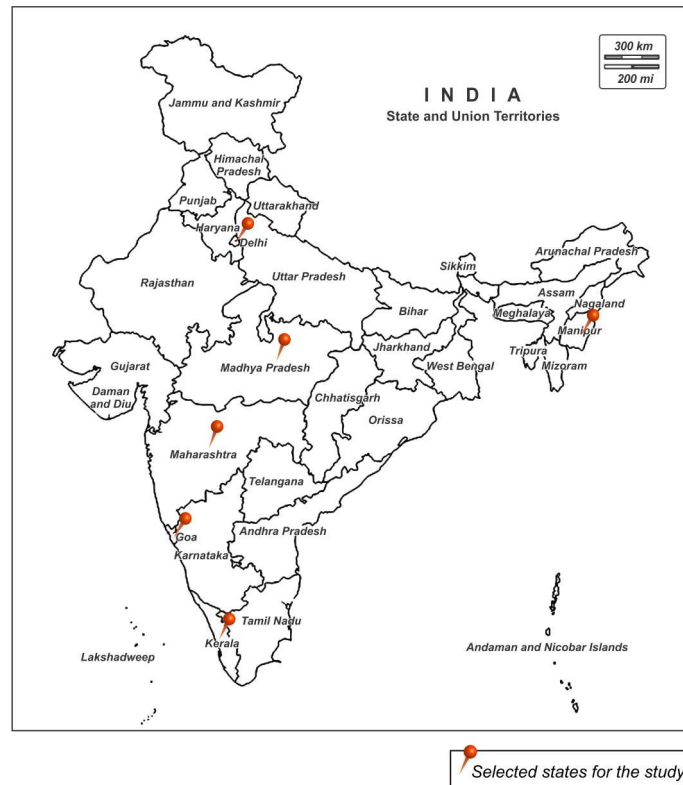 300 km
200 mi
I N D I A
State and Union Territories
Jammu and Kashmir
Himachal
Pradesh
Punjab
Uttarakhand
Haryana
Delhi
Rajasthan
Uttar Pradesh
Sikkim
Arunachal Pradesh
Assam
Nagaland
Bihar
Meghalaya
Manipur
Gujarat
Madhya Pradesh
Jharkhand
West Bengal
Tripura
Mizoram
Daman
and Diu
Chhatisgarh
Orissa
Maharashtra
Telangana
Goa
Andhra Pradesh
Karnataka
Tamil Nadu
Kerala
Lakshadweep
Andaman and Nicobar Islands
Selected states for the study